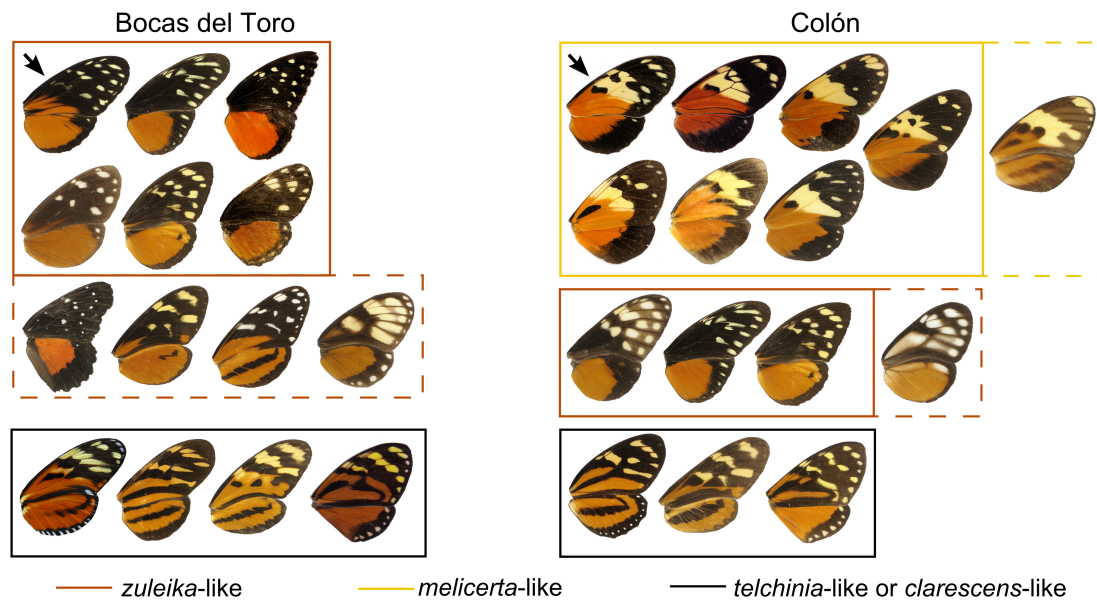 Bocas del Toro
Colón
zuleika-like
melicerta-like
telchinia-like or clarescens-like